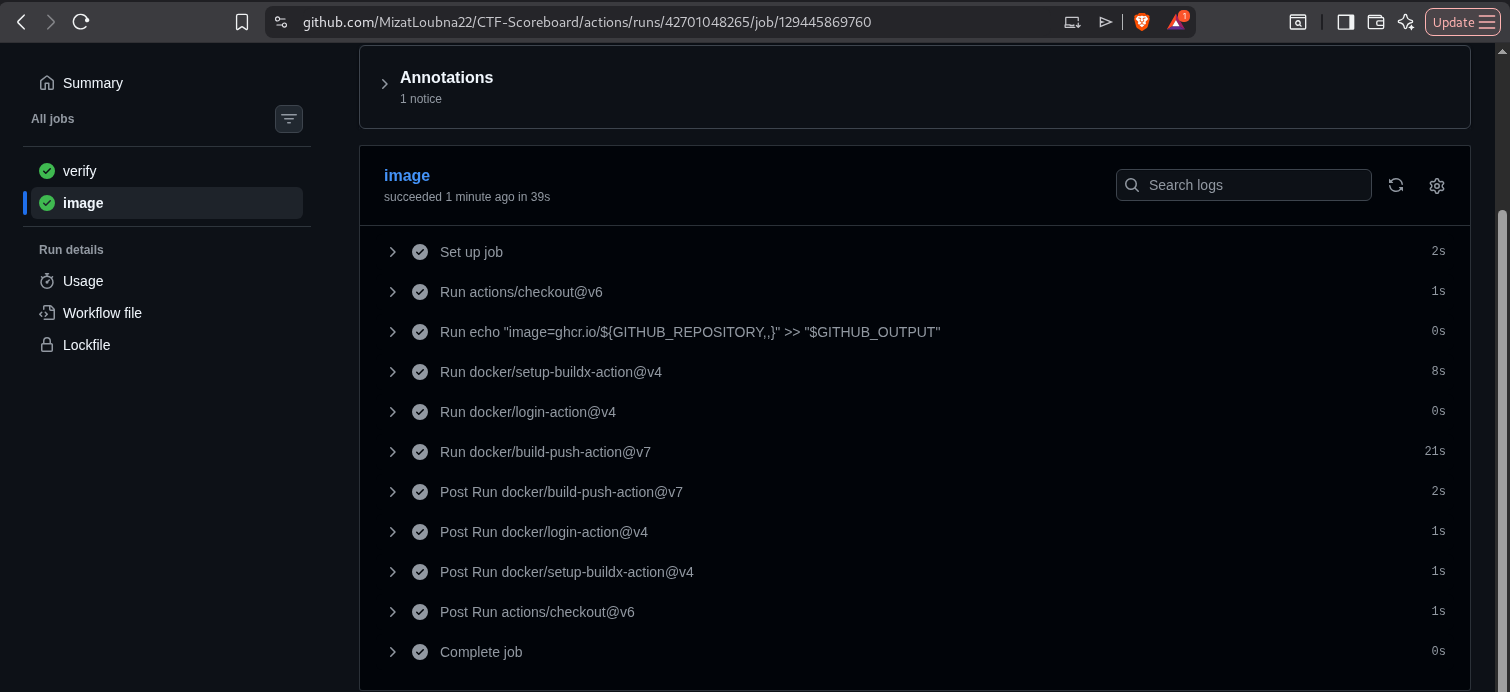 github.com/MizatLoubna22/CTF-Scoreboard/actions/runs/42701048265/job/129445869760
1
Update
Summary
All jobs
verify
image
Run details
Usage
Workflow file
Lockfile
Annotations
1 notice
image
succeeded 1 minute ago in 39s
Search logs
Set up job 2s
Run actions/checkout@v6 1s
Run echo "image=ghcr.io/${GITHUB_REPOSITORY,,}" >> "$GITHUB_OUTPUT" 0s
Run docker/setup-buildx-action@v4 8s
Run docker/login-action@v4 0s
Run docker/build-push-action@v7 21s
Post Run docker/build-push-action@v7 2s
Post Run docker/login-action@v4 1s
Post Run docker/setup-buildx-action@v4 1s
Post Run actions/checkout@v6 1s
Complete job 0s